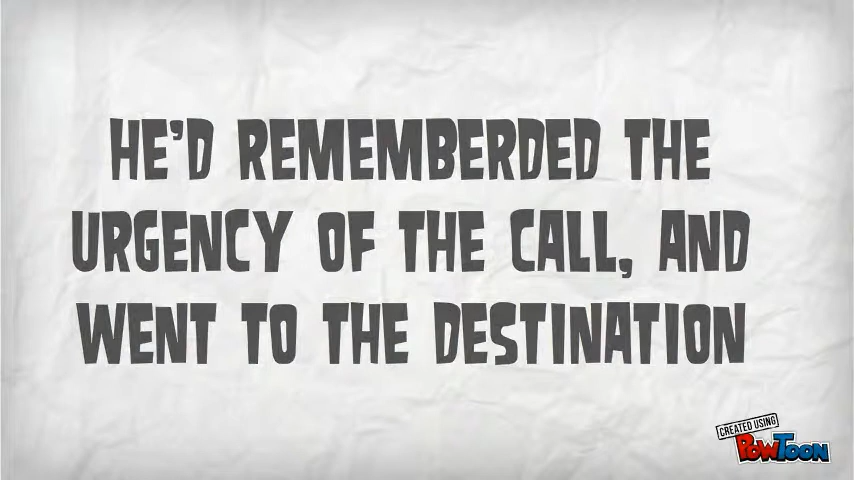 HE'D REMEMBERDED THE
URGENCY OF THE CALL, AND
WENT TO THE DESTINATION
CREATED USING
POWTOON